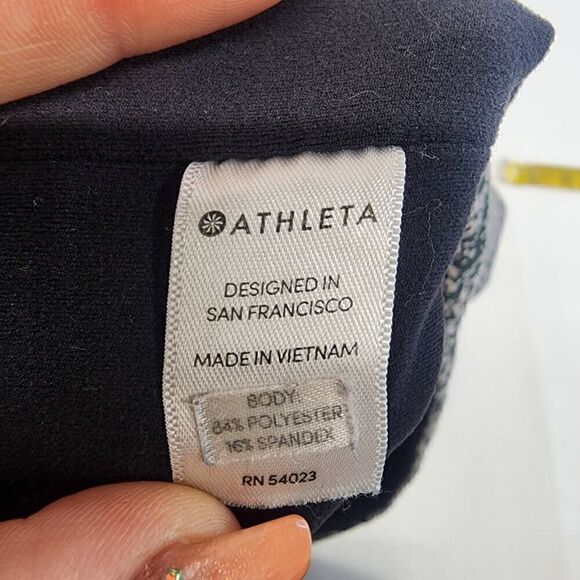 ATHLETA
DESIGNED IN
SAN FRANCISCO
MADE IN VIETNAM
BODY:
84% POLYESTER
16% SPANDEX
RN 54023